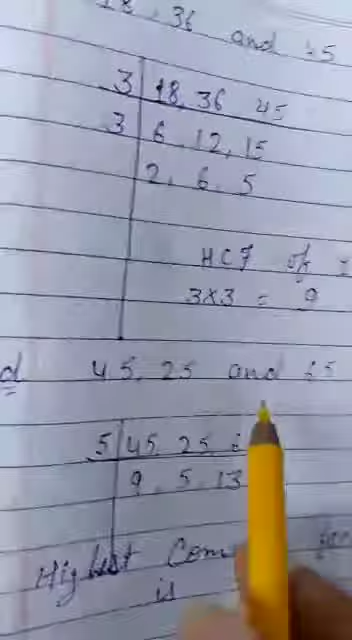 18, 36 and 45
3 18, 36 45
3 6, 12, 15
2, 6, 5
HCF of
3×3 = 9
d 45, 25 and 65
5 45, 25,
9, 5, 13
Highest
is